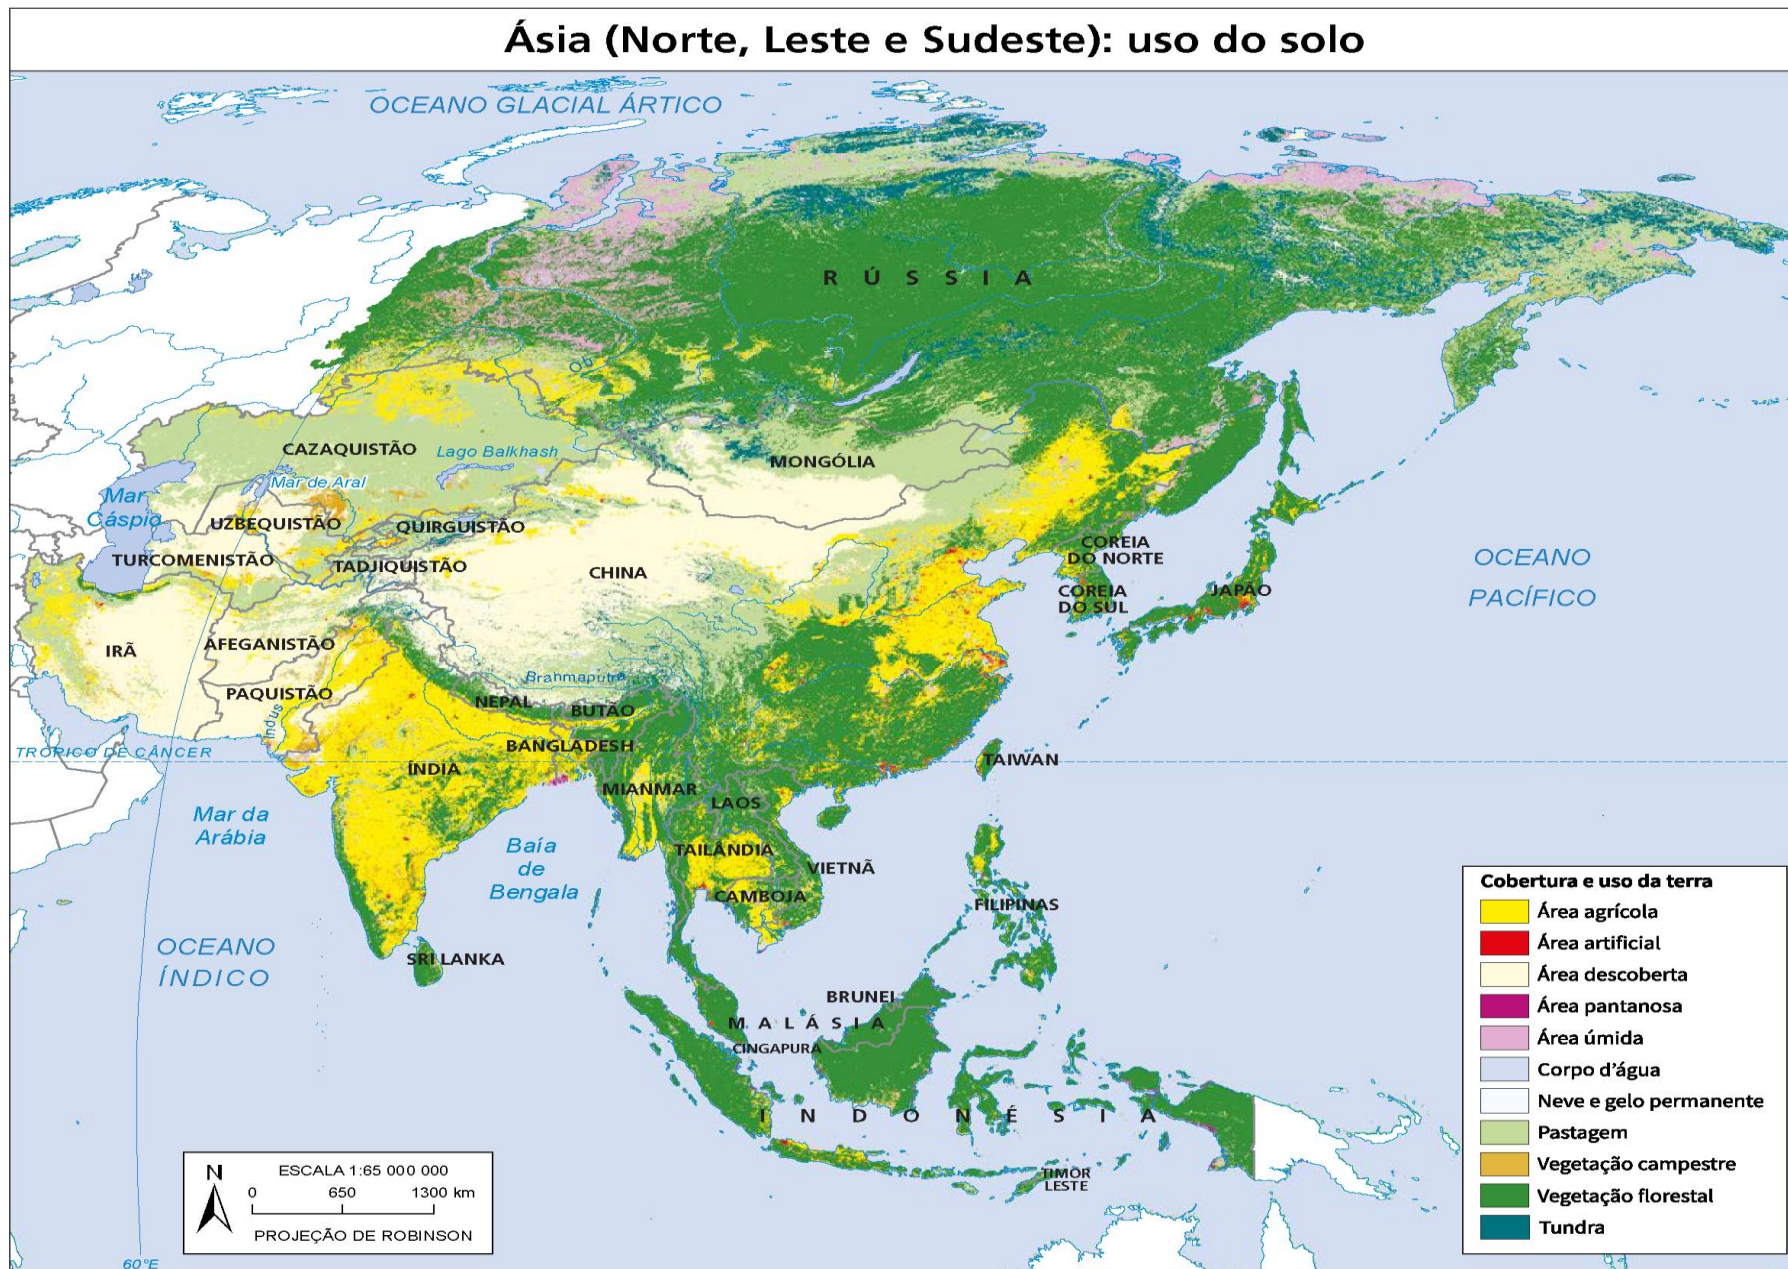 Ásia (Norte, Leste e Sudeste): uso do solo
OCEANO GLACIAL ÁRTICO
RÚSSIA
Ob
CAZAQUISTÃO
Lago Balkhash
MONGÓLIA
Mar de Aral
Mar
Cáspio
UZBEQUISTÃO
QUIRGUISTÃO
TURCOMENISTÃO
TADJIQUISTÃO
CHINA
COREIA
DO NORTE
COREIA
DO SUL
JAPÃO
OCEANO
PACÍFICO
IRÃ
AFEGANISTÃO
PAQUISTÃO
Indus
Brahmaputra
NEPAL
BUTÃO
BANGLADESH
TRÓPICO DE CÂNCER
ÍNDIA
TAIWAN
MIANMAR
LAOS
Mar da
Arábia
Baía
de
Bengala
TAILÂNDIA
VIETNÃ
CAMBOJA
FILIPINAS
OCEANO
ÍNDICO
SRI LANKA
BRUNEI
MALÁSIA
CINGAPURA
INDONÉSIA
TIMOR
LESTE
N
ESCALA 1:65 000 000
0 650 1300 km
PROJEÇÃO DE ROBINSON
60°E
Cobertura e uso da terra
Área agrícola
Área artificial
Área descoberta
Área pantanosa
Área úmida
Corpo d'água
Neve e gelo permanente
Pastagem
Vegetação campestre
Vegetação florestal
Tundra